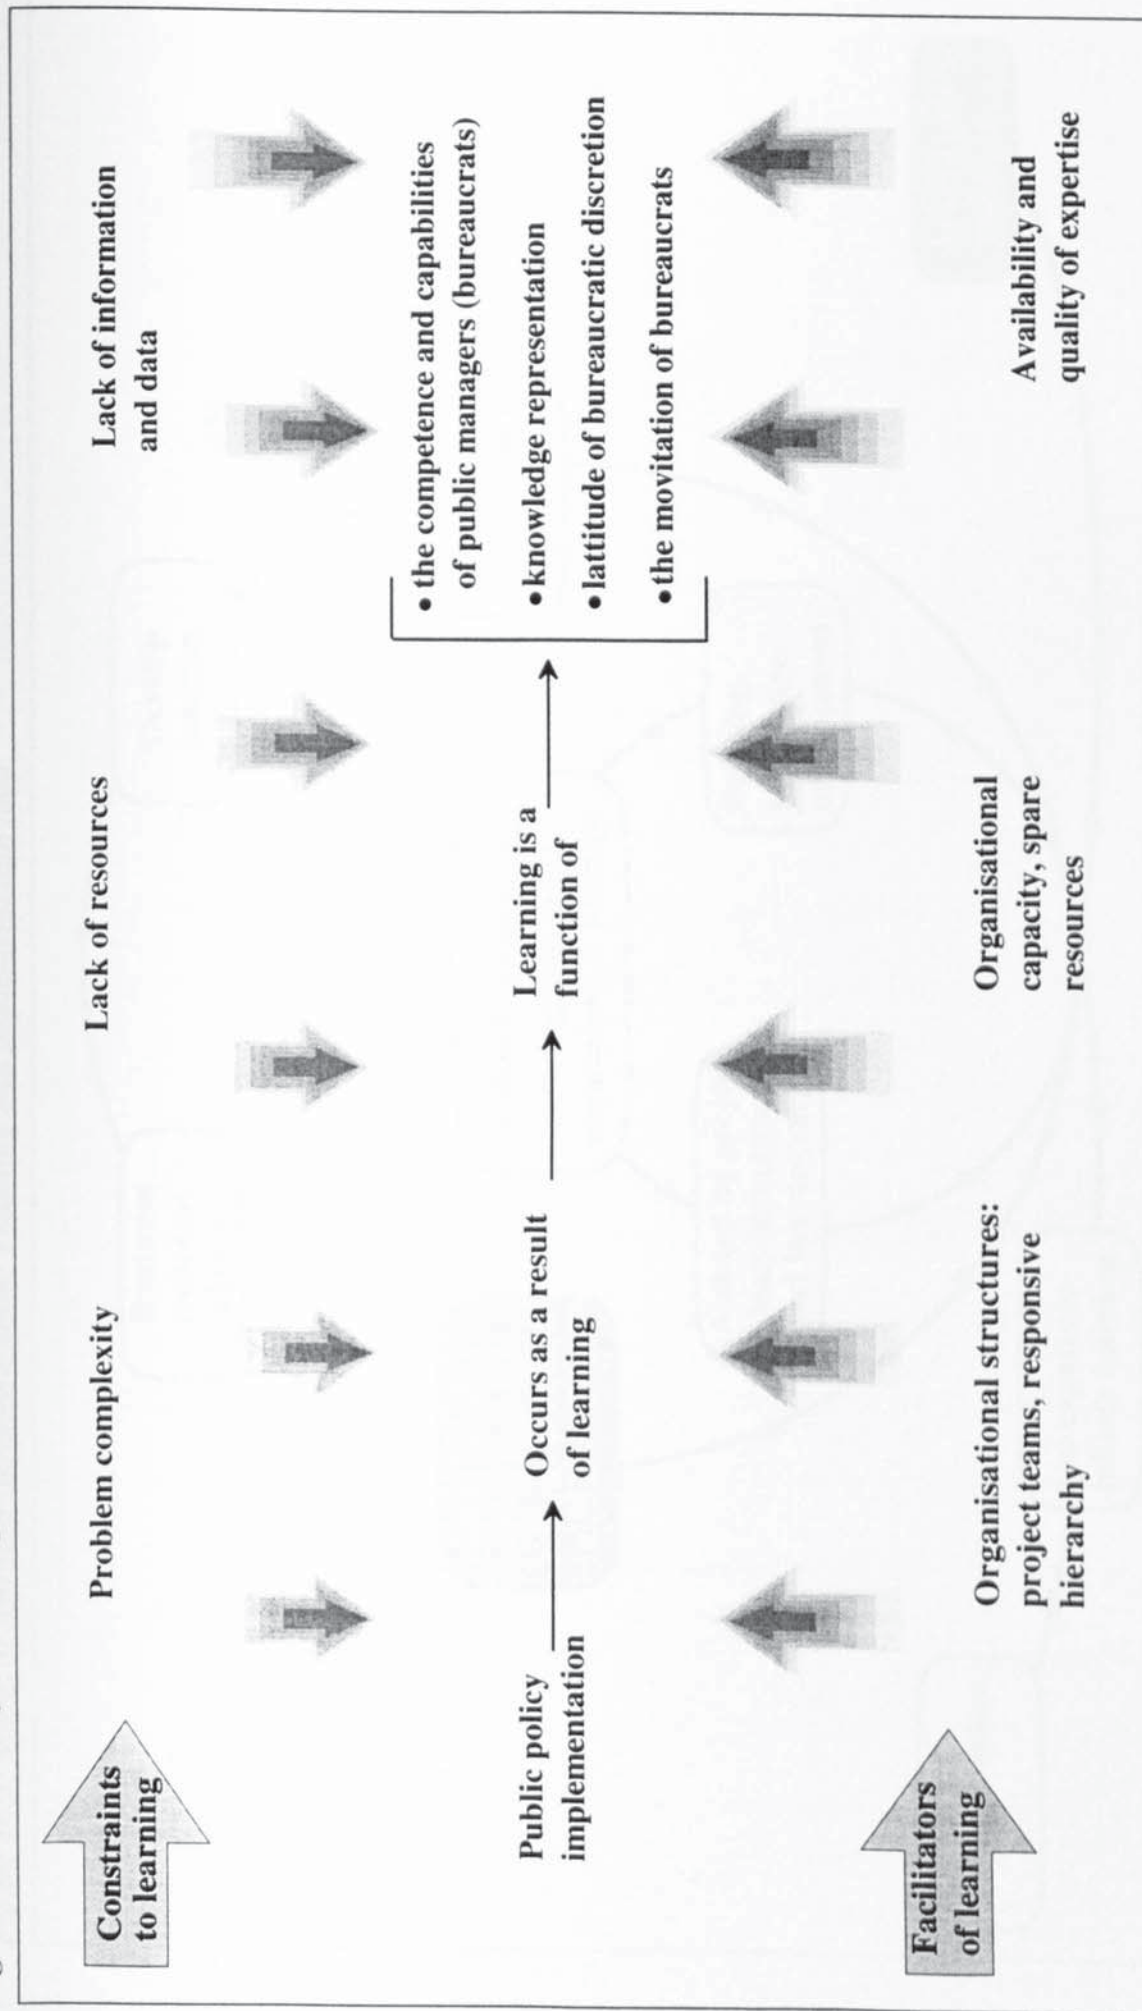 Constraints
to learning
Problem complexity
Lack of resources
Lack of information
and data
Public policy
implementation
Occurs as a result
of learning
Learning is a
function of
• the competence and capabilities
of public managers (bureaucrats)
• knowledge representation
• lattitude of bureaucratic discretion
• the movitation of bureaucrats
Facilitators
of learning
Organisational structures:
project teams, responsive
hierarchy
Organisational
capacity, spare
resources
Availability and
quality of expertise